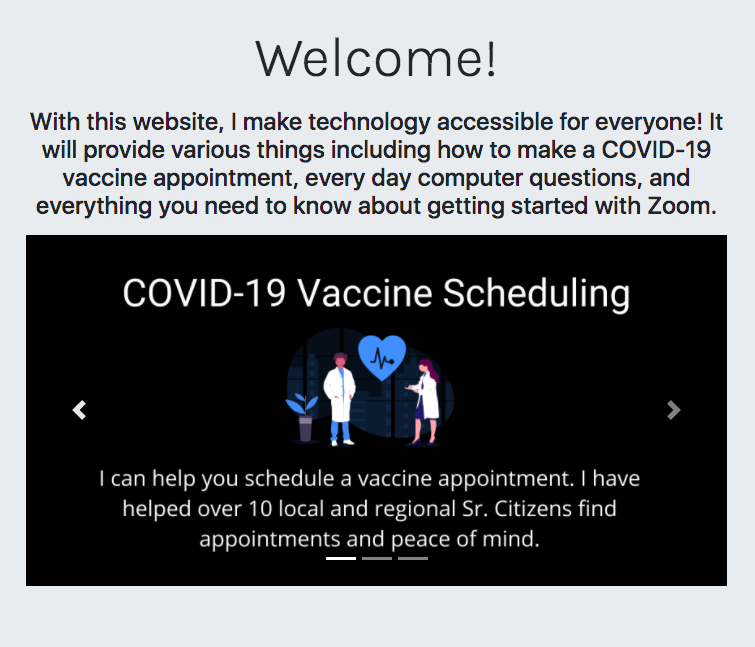 Welcome!
With this website, I make technology accessible for everyone! It
will provide various things including how to make a COVID-19
vaccine appointment, every day computer questions, and
everything you need to know about getting started with Zoom.
COVID-19 Vaccine Scheduling
I can help you schedule a vaccine appointment. I have
helped over 10 local and regional Sr. Citizens find
appointments and peace of mind.